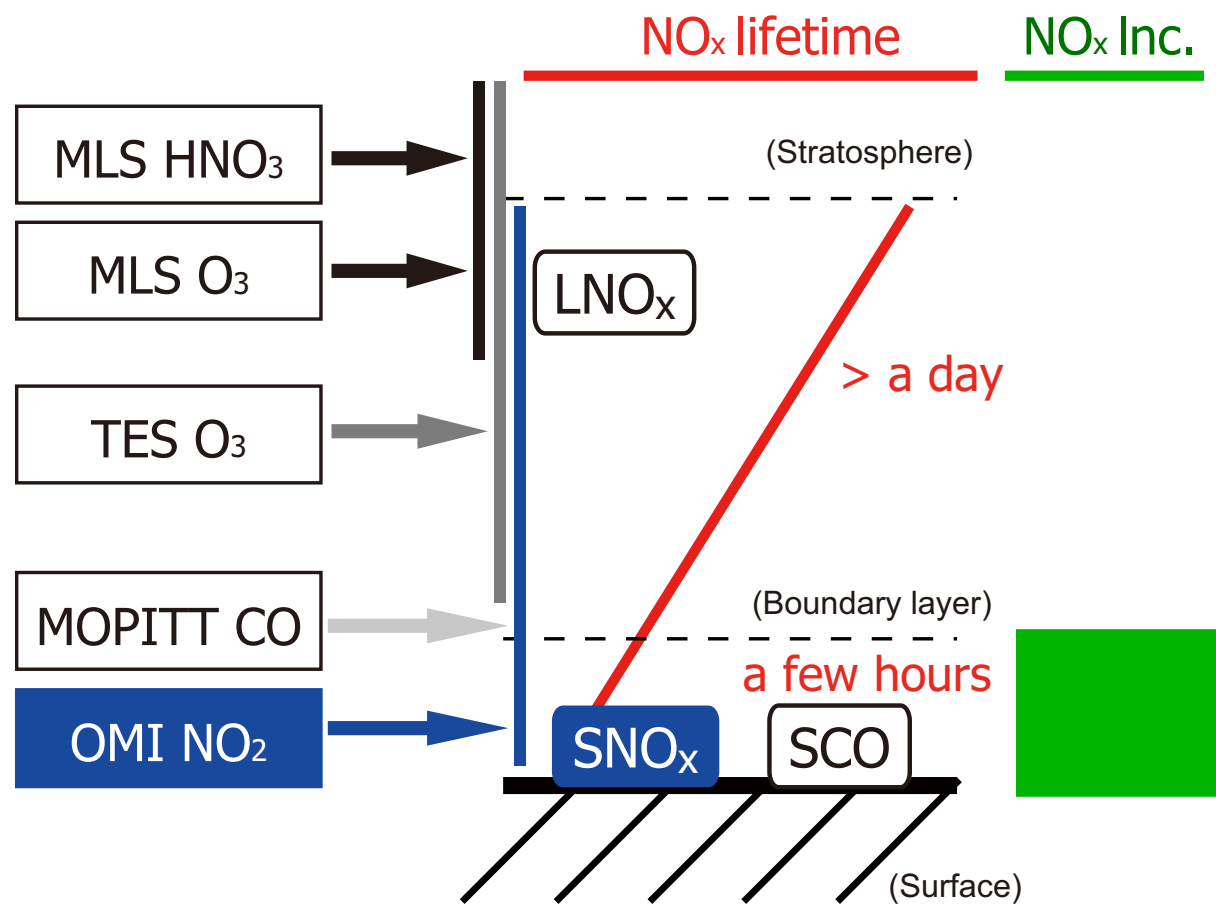 NOx lifetime
NOx Inc.
MLS HNO3
(Stratosphere)
MLS O3
LNOx
> a day
TES O3
MOPITT CO
(Boundary layer)
a few hours
OMI NO2
SNOx
SCO
(Surface)